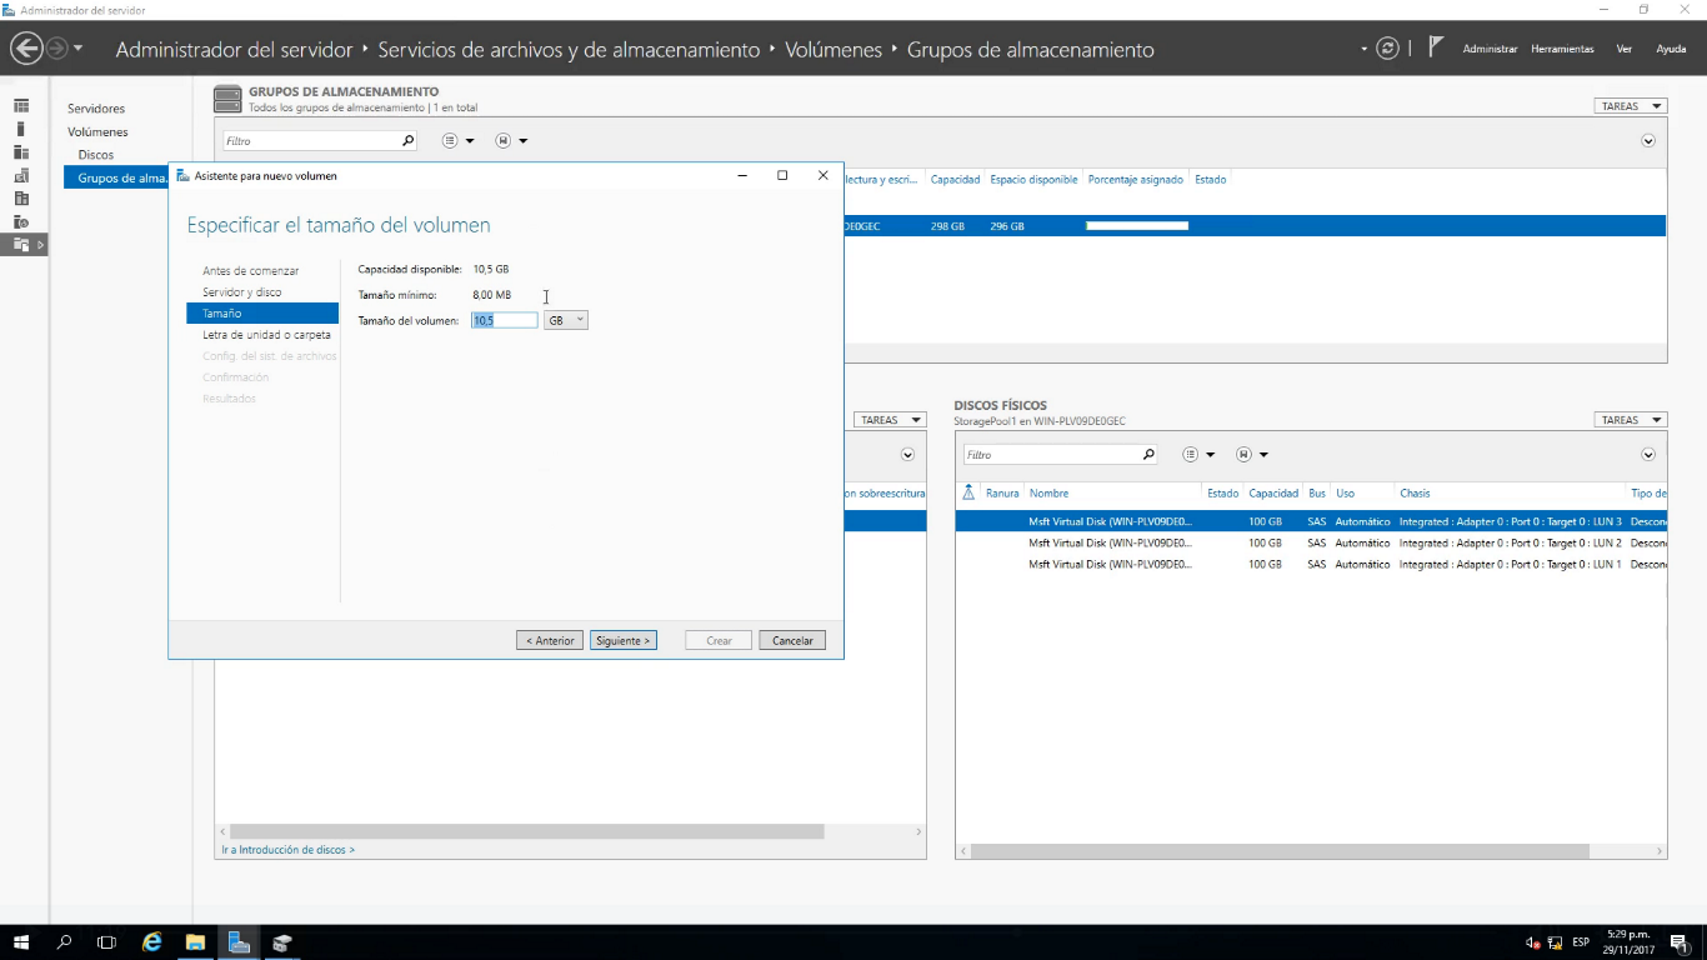 Administrador del servidor
Administrador del servidor ‣ Servicios de archivos y de almacenamiento ‣ Volúmenes ‣ Grupos de almacenamiento
Administrar Herramientas Ver Ayuda
Servidores
Volúmenes
Discos
Grupos de alma...
GRUPOS DE ALMACENAMIENTO
Todos los grupos de almacenamiento | 1 en total
TAREAS
Filtro
lectura y escri... Capacidad Espacio disponible Porcentaje asignado Estado
DE0GEC 298 GB 296 GB
Asistente para nuevo volumen
Especificar el tamaño del volumen
Antes de comenzar
Servidor y disco
Tamaño
Letra de unidad o carpeta
Config. del sist. de archivos
Confirmación
Resultados
Capacidad disponible: 10,5 GB
Tamaño mínimo: 8,00 MB
Tamaño del volumen: 10,5 GB
< Anterior Siguiente > Crear Cancelar
TAREAS
on sobreescritura
Ir a Introducción de discos >
DISCOS FÍSICOS
StoragePool1 en WIN-PLV09DE0GEC
TAREAS
Filtro
Ranura Nombre Estado Capacidad Bus Uso Chasis Tipo de
Msft Virtual Disk (WIN-PLV09DE0... 100 GB SAS Automático Integrated : Adapter 0 : Port 0 : Target 0 : LUN 3 Descon
Msft Virtual Disk (WIN-PLV09DE0... 100 GB SAS Automático Integrated : Adapter 0 : Port 0 : Target 0 : LUN 2 Descon
Msft Virtual Disk (WIN-PLV09DE0... 100 GB SAS Automático Integrated : Adapter 0 : Port 0 : Target 0 : LUN 1 Descon
ESP
5:29 p.m.
29/11/2017
1